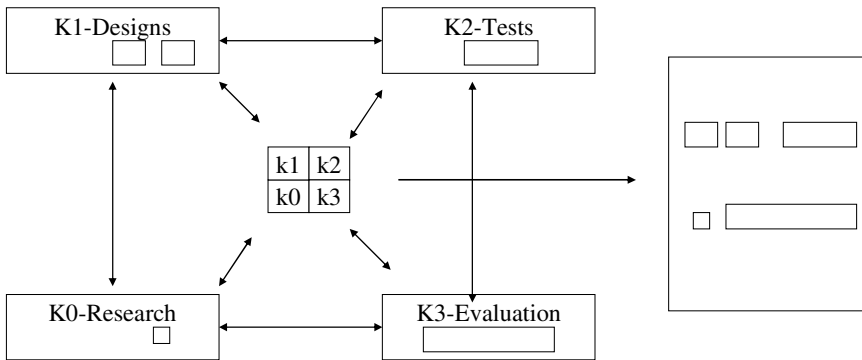 K1-Designs
K2-Tests
k1 k2
k0 k3
K0-Research
K3-Evaluation